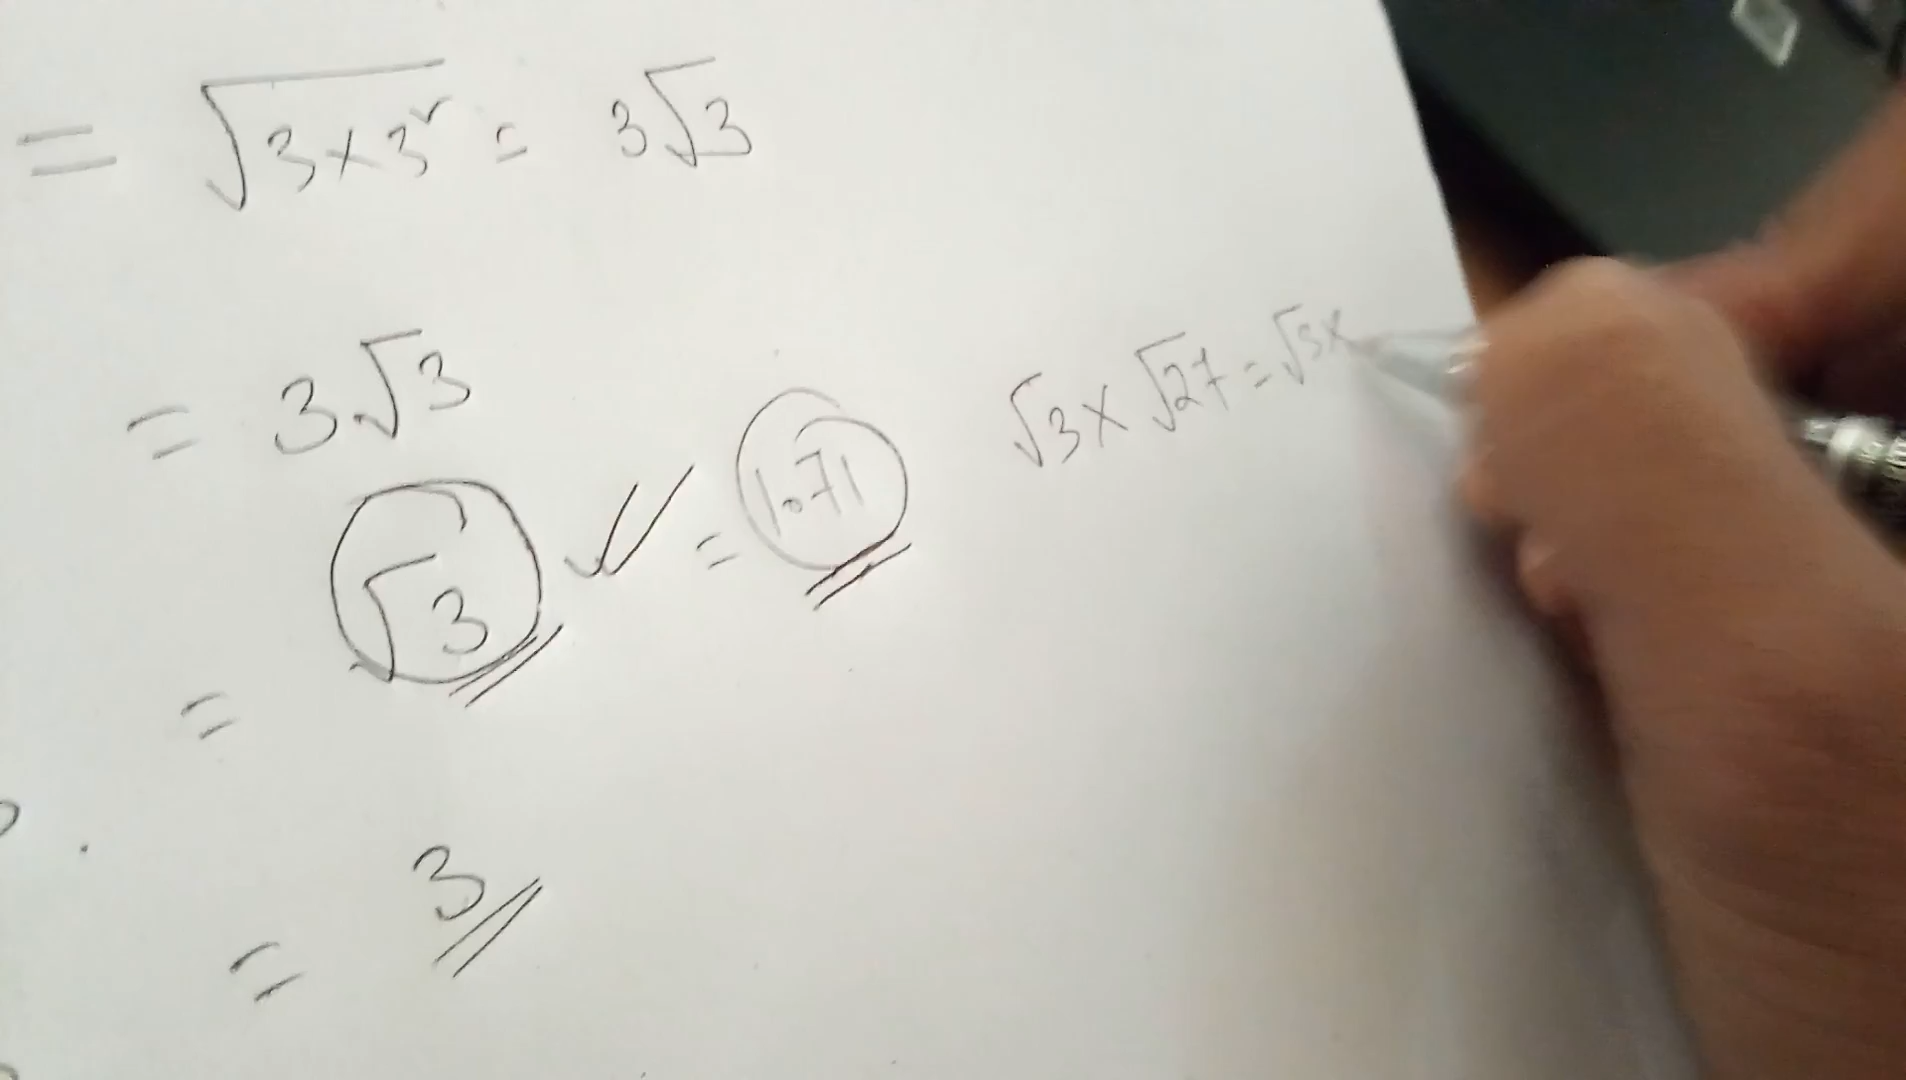 = √3×3² = 3√3
= 3√3
√3 = 1.71
√3 × √27 = √3×
=
= 3